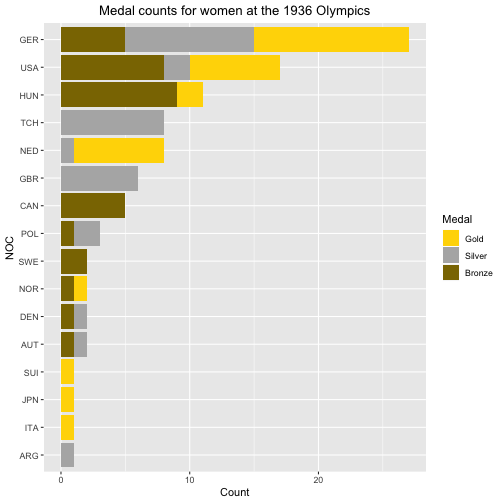 Medal counts for women at the 1936 Olympics
GER
USA
HUN
TCH
NED
GBR
CAN
POL
SWE
NOR
DEN
AUT
SUI
JPN
ITA
ARG
NOC
0
10
20
Count
Medal
Gold
Silver
Bronze